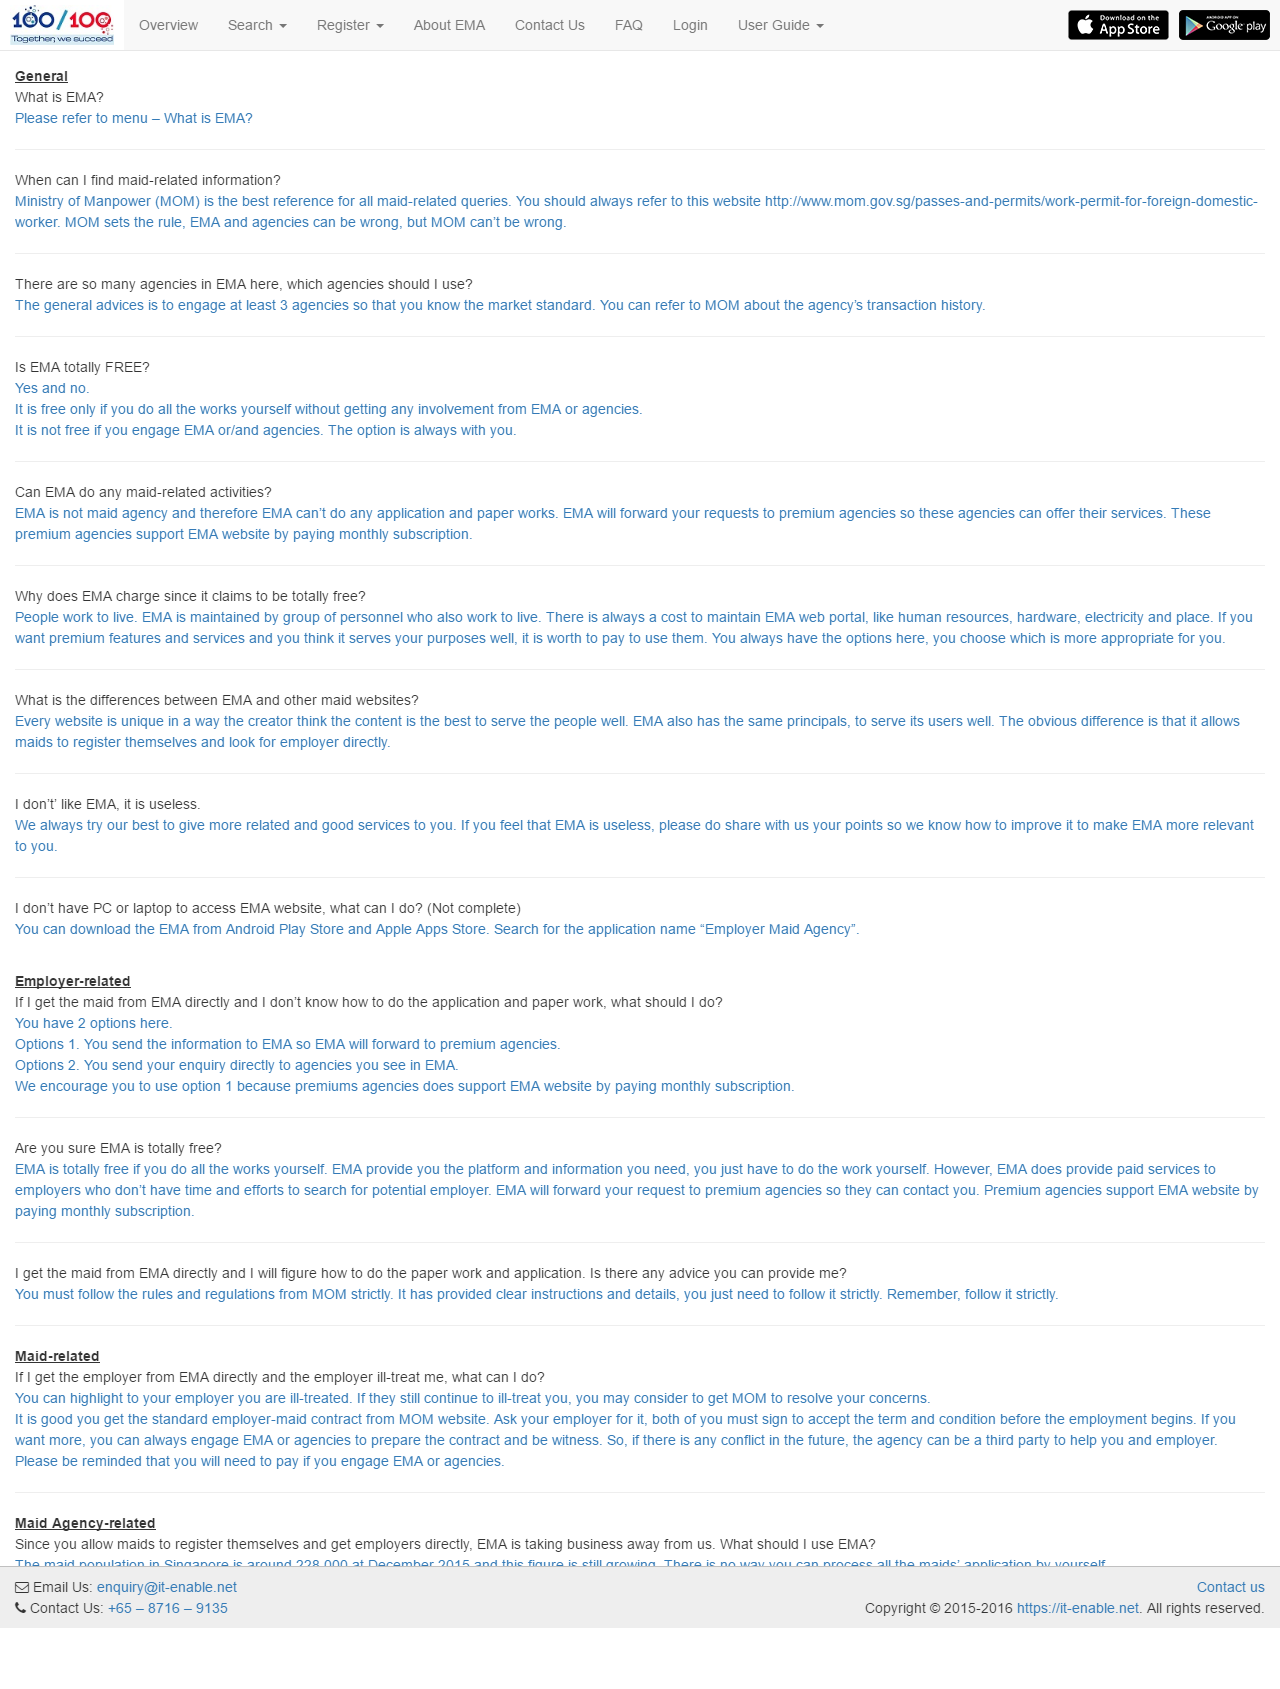 100/100
Together, we succeed
Overview
Search
Register
About EMA
Contact Us
FAQ
Login
User Guide
Download on the
App Store
ANDROID APP ON
Google play
General
What is EMA?
Please refer to menu – What is EMA?
When can I find maid-related information?
Ministry of Manpower (MOM) is the best reference for all maid-related queries. You should always refer to this website http://www.mom.gov.sg/passes-and-permits/work-permit-for-foreign-domestic-
worker. MOM sets the rule, EMA and agencies can be wrong, but MOM can’t be wrong.
There are so many agencies in EMA here, which agencies should I use?
The general advices is to engage at least 3 agencies so that you know the market standard. You can refer to MOM about the agency’s transaction history.
Is EMA totally FREE?
Yes and no.
It is free only if you do all the works yourself without getting any involvement from EMA or agencies.
It is not free if you engage EMA or/and agencies. The option is always with you.
Can EMA do any maid-related activities?
EMA is not maid agency and therefore EMA can’t do any application and paper works. EMA will forward your requests to premium agencies so these agencies can offer their services. These
premium agencies support EMA website by paying monthly subscription.
Why does EMA charge since it claims to be totally free?
People work to live. EMA is maintained by group of personnel who also work to live. There is always a cost to maintain EMA web portal, like human resources, hardware, electricity and place. If you
want premium features and services and you think it serves your purposes well, it is worth to pay to use them. You always have the options here, you choose which is more appropriate for you.
What is the differences between EMA and other maid websites?
Every website is unique in a way the creator think the content is the best to serve the people well. EMA also has the same principals, to serve its users well. The obvious difference is that it allows
maids to register themselves and look for employer directly.
I don’t’ like EMA, it is useless.
We always try our best to give more related and good services to you. If you feel that EMA is useless, please do share with us your points so we know how to improve it to make EMA more relevant
to you.
I don’t have PC or laptop to access EMA website, what can I do? (Not complete)
You can download the EMA from Android Play Store and Apple Apps Store. Search for the application name “Employer Maid Agency”.
Employer-related
If I get the maid from EMA directly and I don’t know how to do the application and paper work, what should I do?
You have 2 options here.
Options 1. You send the information to EMA so EMA will forward to premium agencies.
Options 2. You send your enquiry directly to agencies you see in EMA.
We encourage you to use option 1 because premiums agencies does support EMA website by paying monthly subscription.
Are you sure EMA is totally free?
EMA is totally free if you do all the works yourself. EMA provide you the platform and information you need, you just have to do the work yourself. However, EMA does provide paid services to
employers who don’t have time and efforts to search for potential employer. EMA will forward your request to premium agencies so they can contact you. Premium agencies support EMA website by
paying monthly subscription.
I get the maid from EMA directly and I will figure how to do the paper work and application. Is there any advice you can provide me?
You must follow the rules and regulations from MOM strictly. It has provided clear instructions and details, you just need to follow it strictly. Remember, follow it strictly.
Maid-related
If I get the employer from EMA directly and the employer ill-treat me, what can I do?
You can highlight to your employer you are ill-treated. If they still continue to ill-treat you, you may consider to get MOM to resolve your concerns.
It is good you get the standard employer-maid contract from MOM website. Ask your employer for it, both of you must sign to accept the term and condition before the employment begins. If you
want more, you can always engage EMA or agencies to prepare the contract and be witness. So, if there is any conflict in the future, the agency can be a third party to help you and employer.
Please be reminded that you will need to pay if you engage EMA or agencies.
Maid Agency-related
Since you allow maids to register themselves and get employers directly, EMA is taking business away from us. What should I use EMA?
The maid population in Singapore is around 228,000 at December 2015 and this figure is still growing. There is no way you can process all the maids’ application by yourself.
Email Us: enquiry@it-enable.net
Contact us
Contact Us: +65 – 8716 – 9135
Copyright © 2015-2016 https://it-enable.net. All rights reserved.